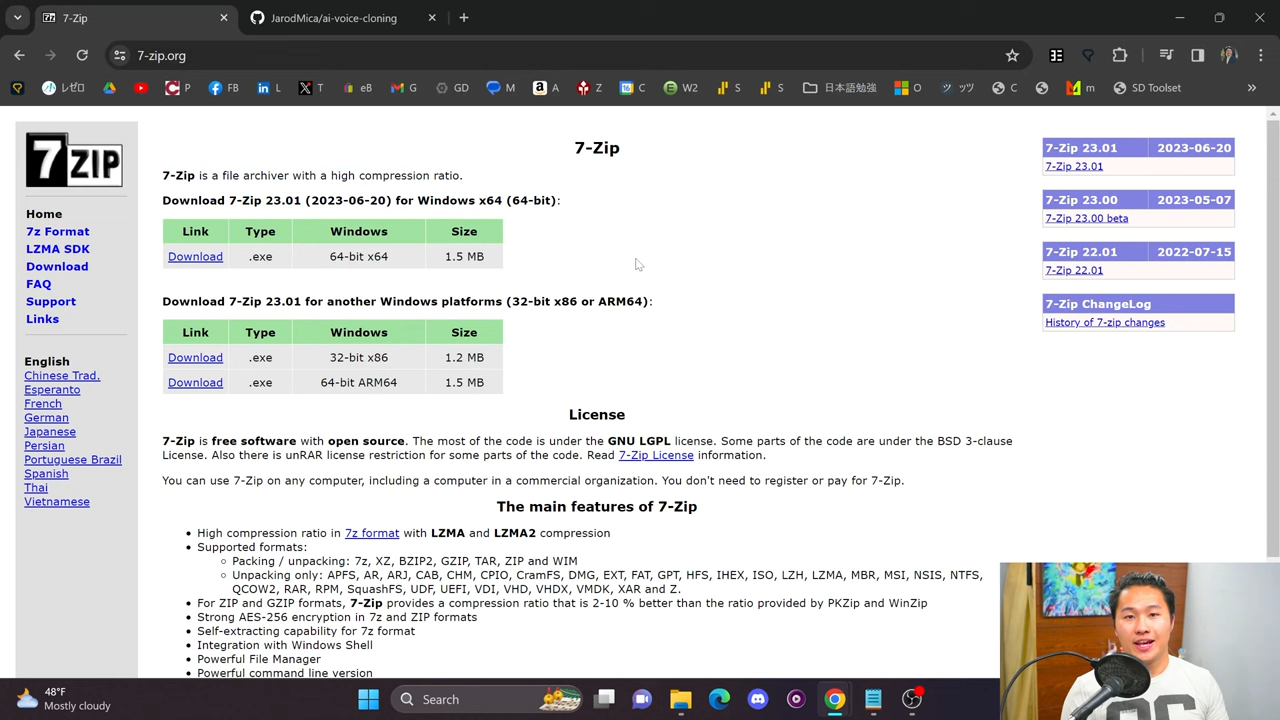 7-Zip
JarodMica/ai-voice-cloning
7-zip.org
レゼロ
P
FB
L
T
eB
G
GD
M
A
Z
C
W2
S
S
日本語勉強
O
ッツ
C
m
SD Toolset
7ZIP
Home
7z Format
LZMA SDK
Download
FAQ
Support
Links
English
Chinese Trad.
Esperanto
French
German
Japanese
Persian
Portuguese Brazil
Spanish
Thai
Vietnamese
7-Zip
7-Zip is a file archiver with a high compression ratio.
Download 7-Zip 23.01 (2023-06-20) for Windows x64 (64-bit):
Link Type Windows Size
Download .exe 64-bit x64 1.5 MB
Download 7-Zip 23.01 for another Windows platforms (32-bit x86 or ARM64):
Link Type Windows Size
Download .exe 32-bit x86 1.2 MB
Download .exe 64-bit ARM64 1.5 MB
License
7-Zip is free software with open source. The most of the code is under the GNU LGPL license. Some parts of the code are under the BSD 3-clause
License. Also there is unRAR license restriction for some parts of the code. Read 7-Zip License information.
You can use 7-Zip on any computer, including a computer in a commercial organization. You don't need to register or pay for 7-Zip.
The main features of 7-Zip
High compression ratio in 7z format with LZMA and LZMA2 compression
Supported formats:
Packing / unpacking: 7z, XZ, BZIP2, GZIP, TAR, ZIP and WIM
Unpacking only: APFS, AR, ARJ, CAB, CHM, CPIO, CramFS, DMG, EXT, FAT, GPT, HFS, IHEX, ISO, LZH, LZMA, MBR, MSI, NSIS, NTFS,
QCOW2, RAR, RPM, SquashFS, UDF, UEFI, VDI, VHD, VHDX, VMDK, XAR and Z.
For ZIP and GZIP formats, 7-Zip provides a compression ratio that is 2-10 % better than the ratio provided by PKZip and WinZip
Strong AES-256 encryption in 7z and ZIP formats
Self-extracting capability for 7z format
Integration with Windows Shell
Powerful File Manager
Powerful command line version
7-Zip 23.01 2023-06-20
7-Zip 23.01
7-Zip 23.00 2023-05-07
7-Zip 23.00 beta
7-Zip 22.01 2022-07-15
7-Zip 22.01
7-Zip ChangeLog
History of 7-zip changes
48°F
Mostly cloudy
Search